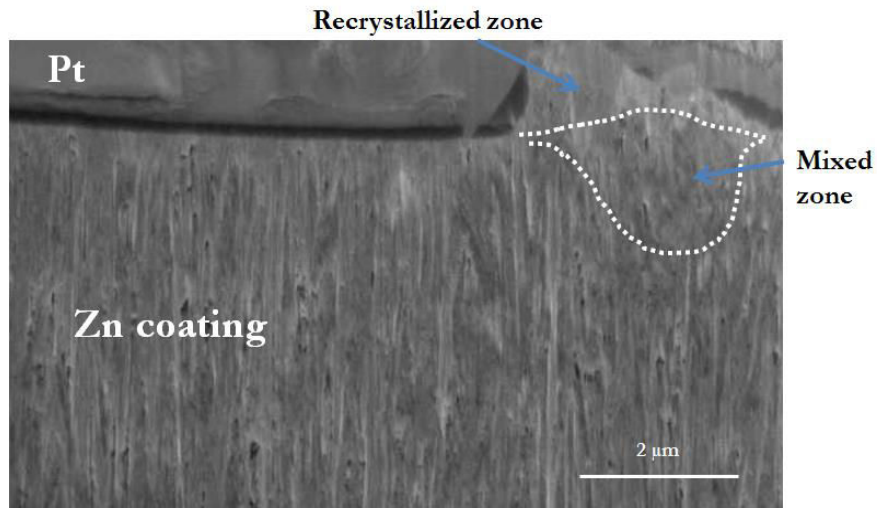 Recrystallized zone
Pt
Mixed
zone
Zn coating
2 µm